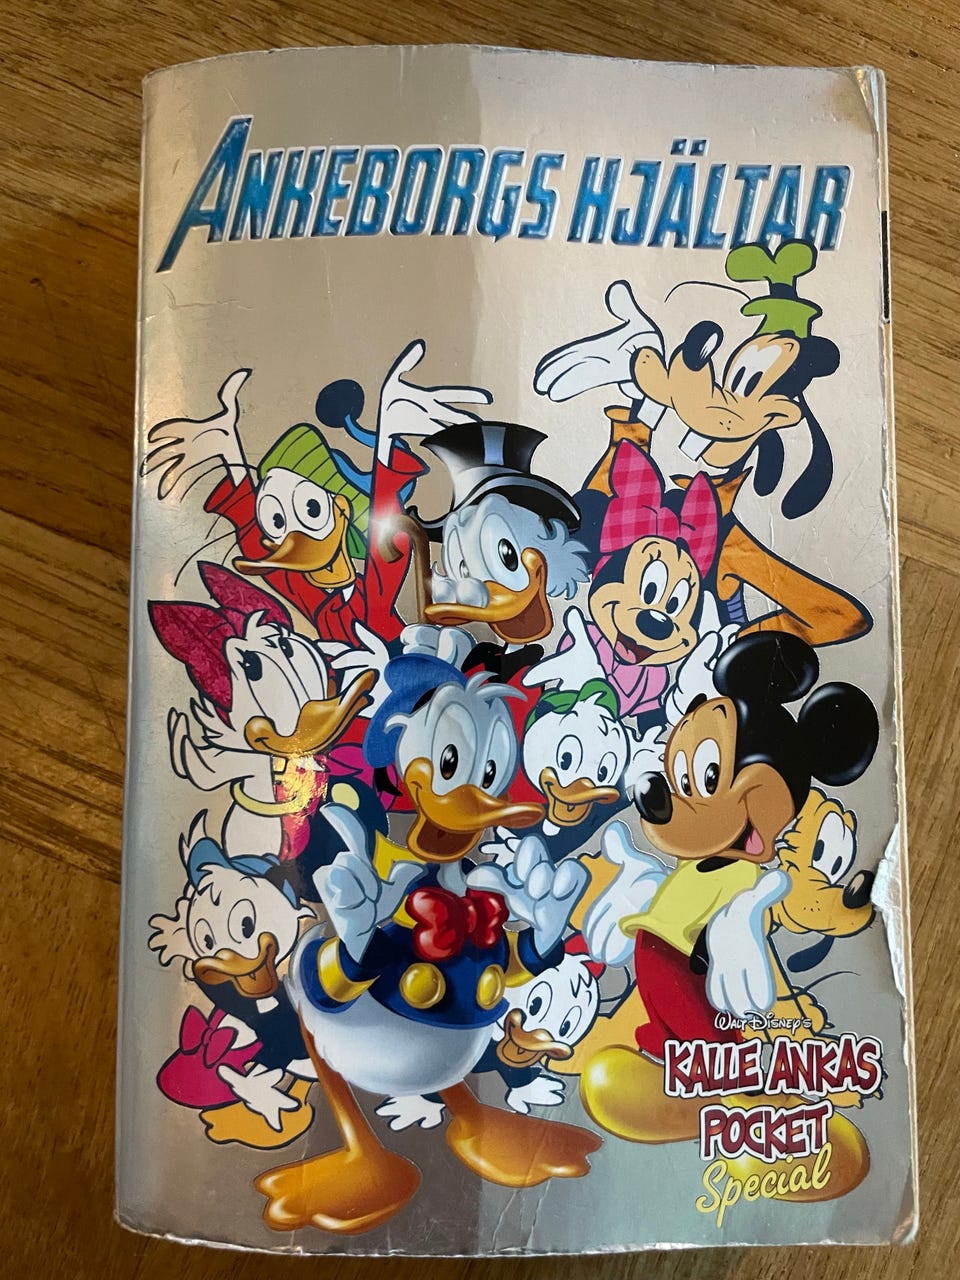 ANKEBORGS HJÄLTAR
WALT DISNEY'S
KALLE ANKAS
POCKET
Special